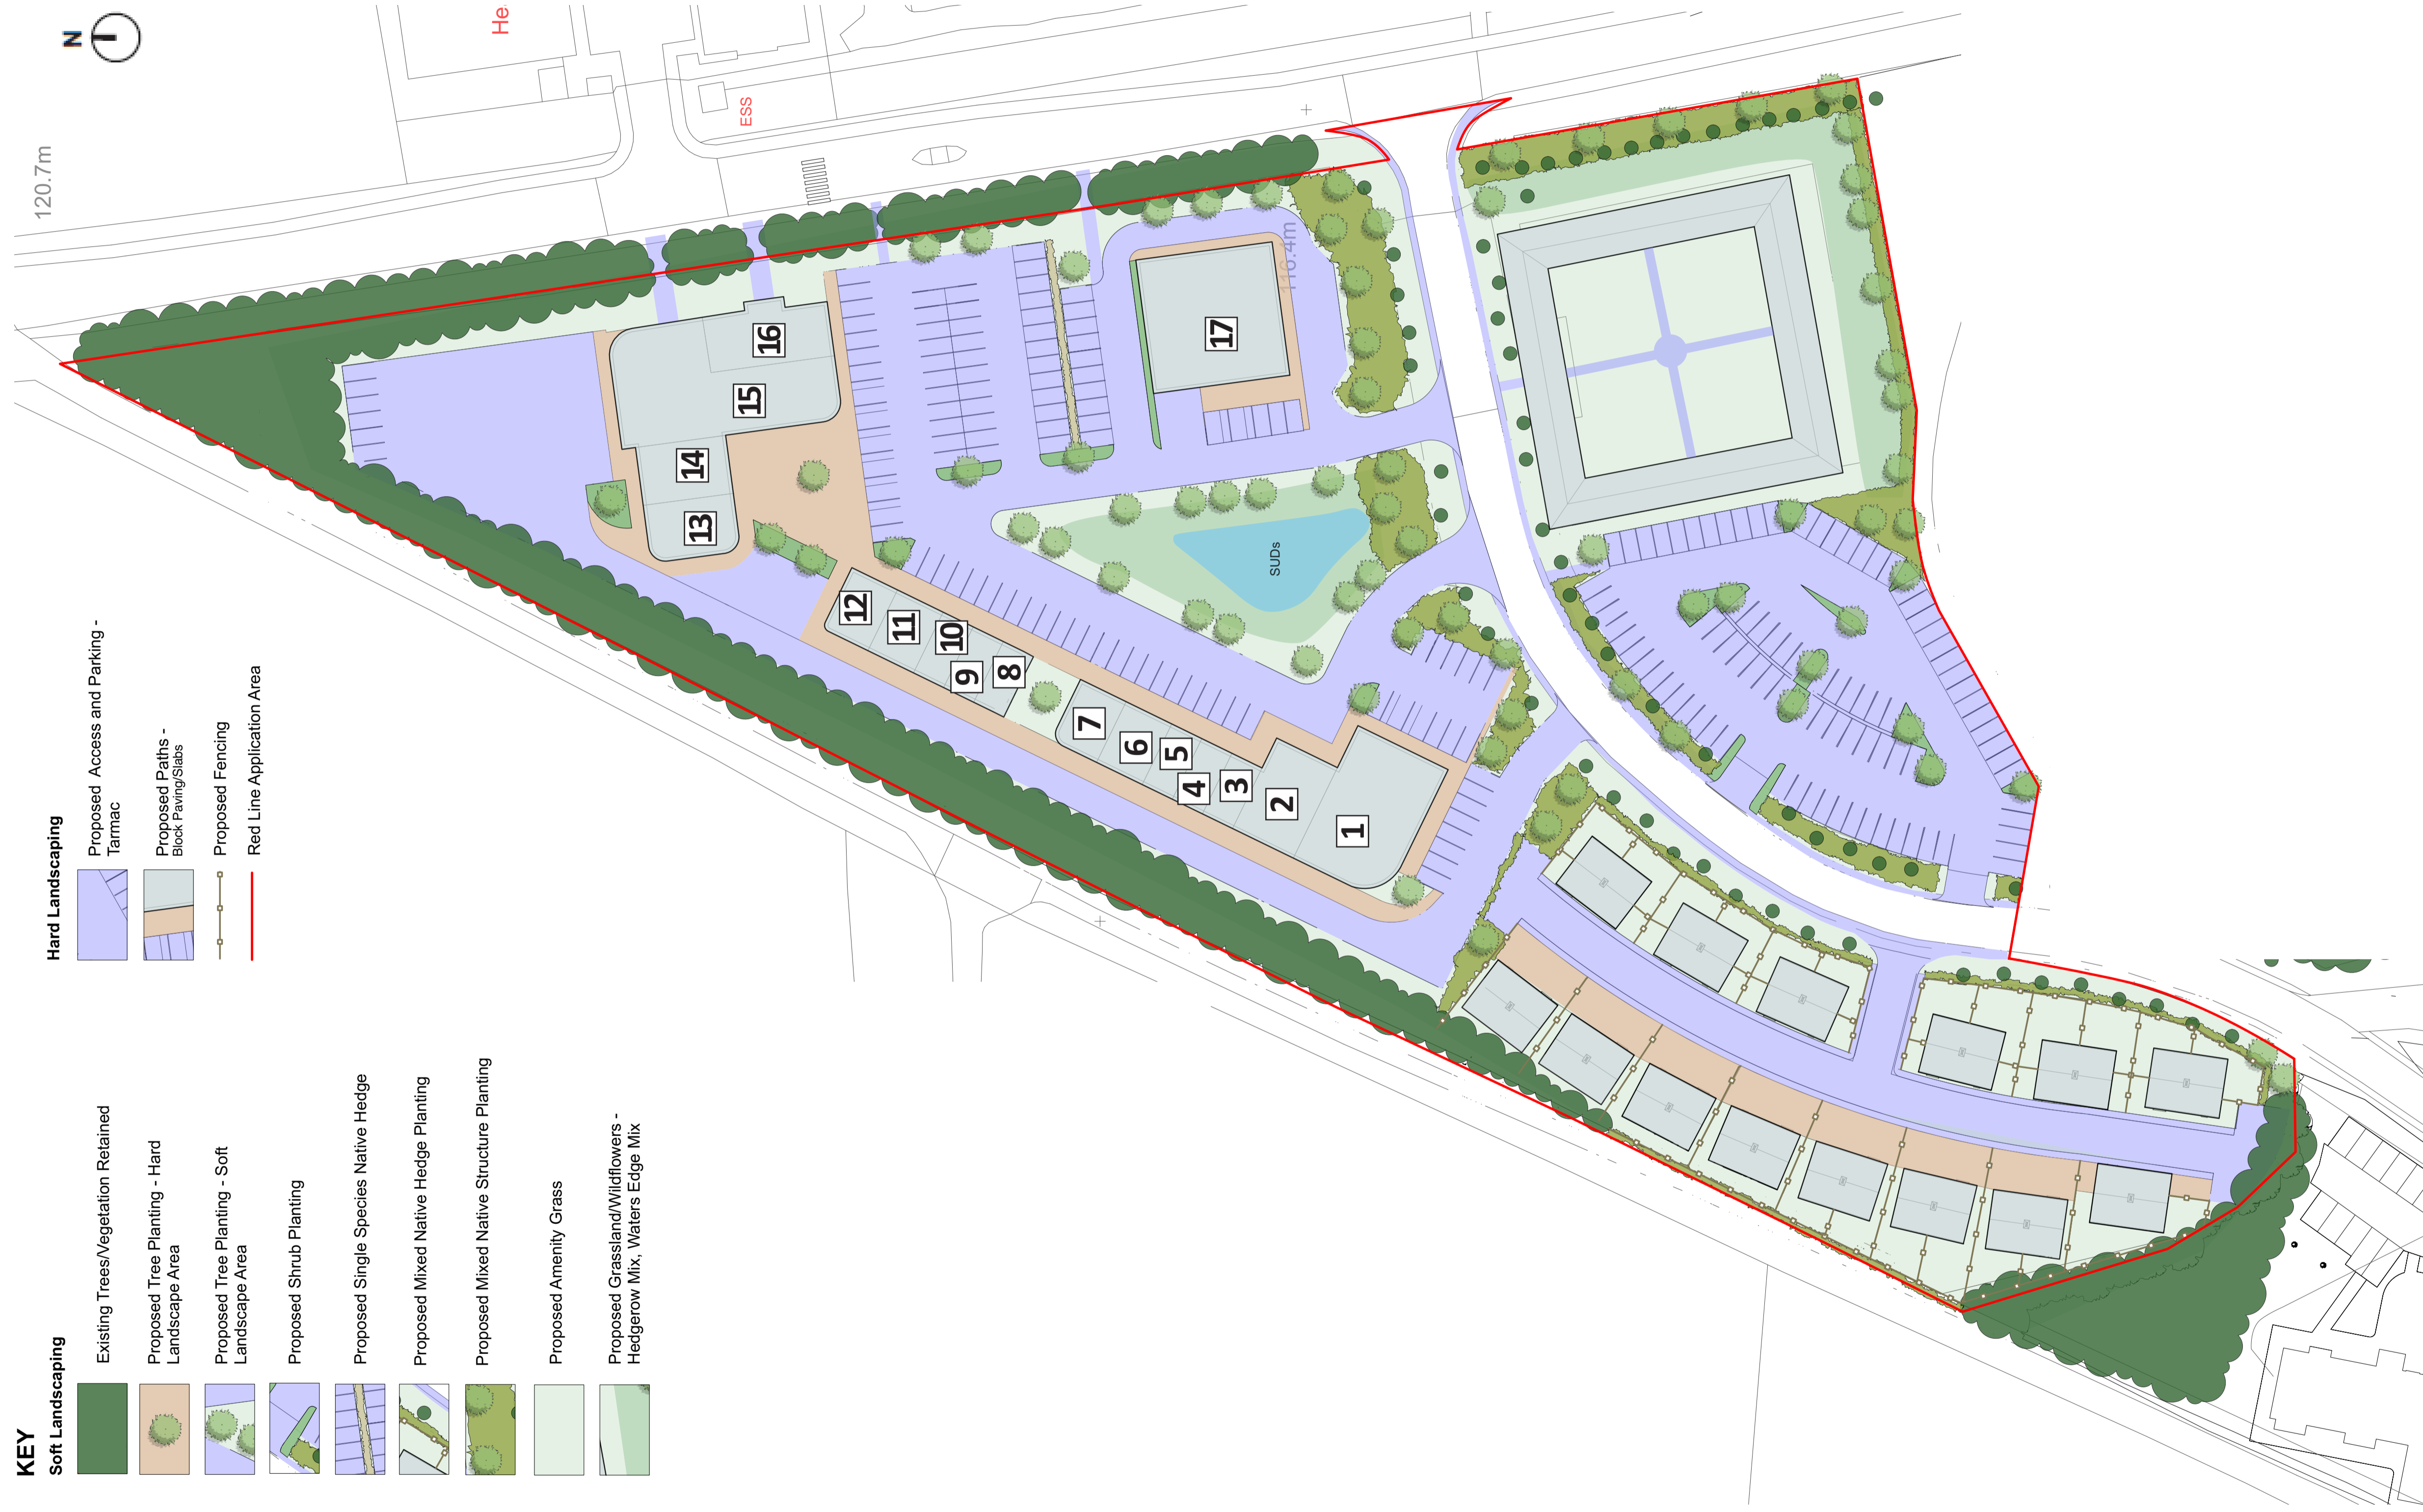 KEY
Soft Landscaping
Existing Trees/Vegetation Retained
Proposed Tree Planting - Hard
Landscape Area
Proposed Tree Planting - Soft
Landscape Area
Proposed Shrub Planting
Proposed Single Species Native Hedge
Proposed Mixed Native Hedge Planting
Proposed Mixed Native Structure Planting
Proposed Amenity Grass
Proposed Grassland/Wildflowers -
Hedgerow Mix, Waters Edge Mix
Hard Landscaping
Proposed Access and Parking -
Tarmac
Proposed Paths -
Block Paving/Slabs
Proposed Fencing
Red Line Application Area
N
120.7m
He
ESS
116.4m
SUDs
1
2
3
4
5
6
7
8
9
10
11
12
13
14
15
16
17